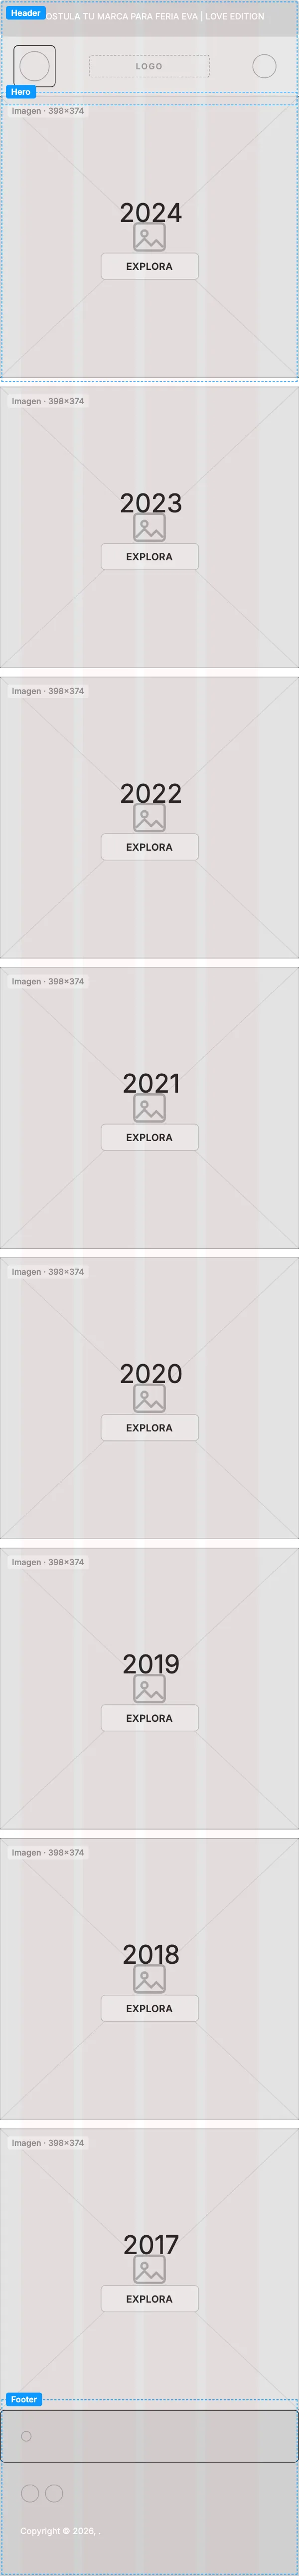 POSTULA TU MARCA PARA FERIA EVA | LOVE EDITION
Header
LOGO
Hero
Imagen · 398×374
2024
EXPLORA
Imagen · 398×374
2023
EXPLORA
Imagen · 398×374
2022
EXPLORA
Imagen · 398×374
2021
EXPLORA
Imagen · 398×374
2020
EXPLORA
Imagen · 398×374
2019
EXPLORA
Imagen · 398×374
2018
EXPLORA
Imagen · 398×374
2017
EXPLORA
Footer
Copyright © 2026, .